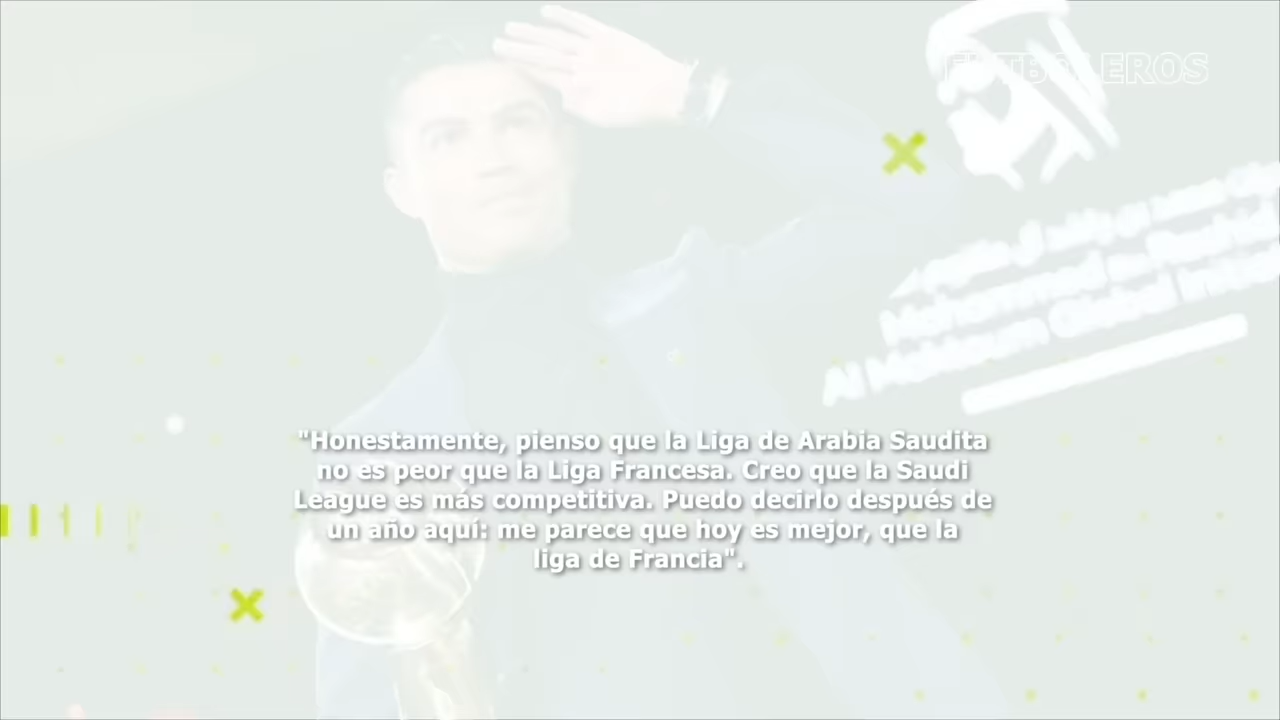 FUTBOLEROS
Mohammed Bin Rashid
Al Maktoum Global Initiatives
"Honestamente, pienso que la Liga de Arabia Saudita
no es peor que la Liga Francesa. Creo que la Saudi
League es más competitiva. Puedo decirlo después de
un año aquí: me parece que hoy es mejor, que la
liga de Francia".